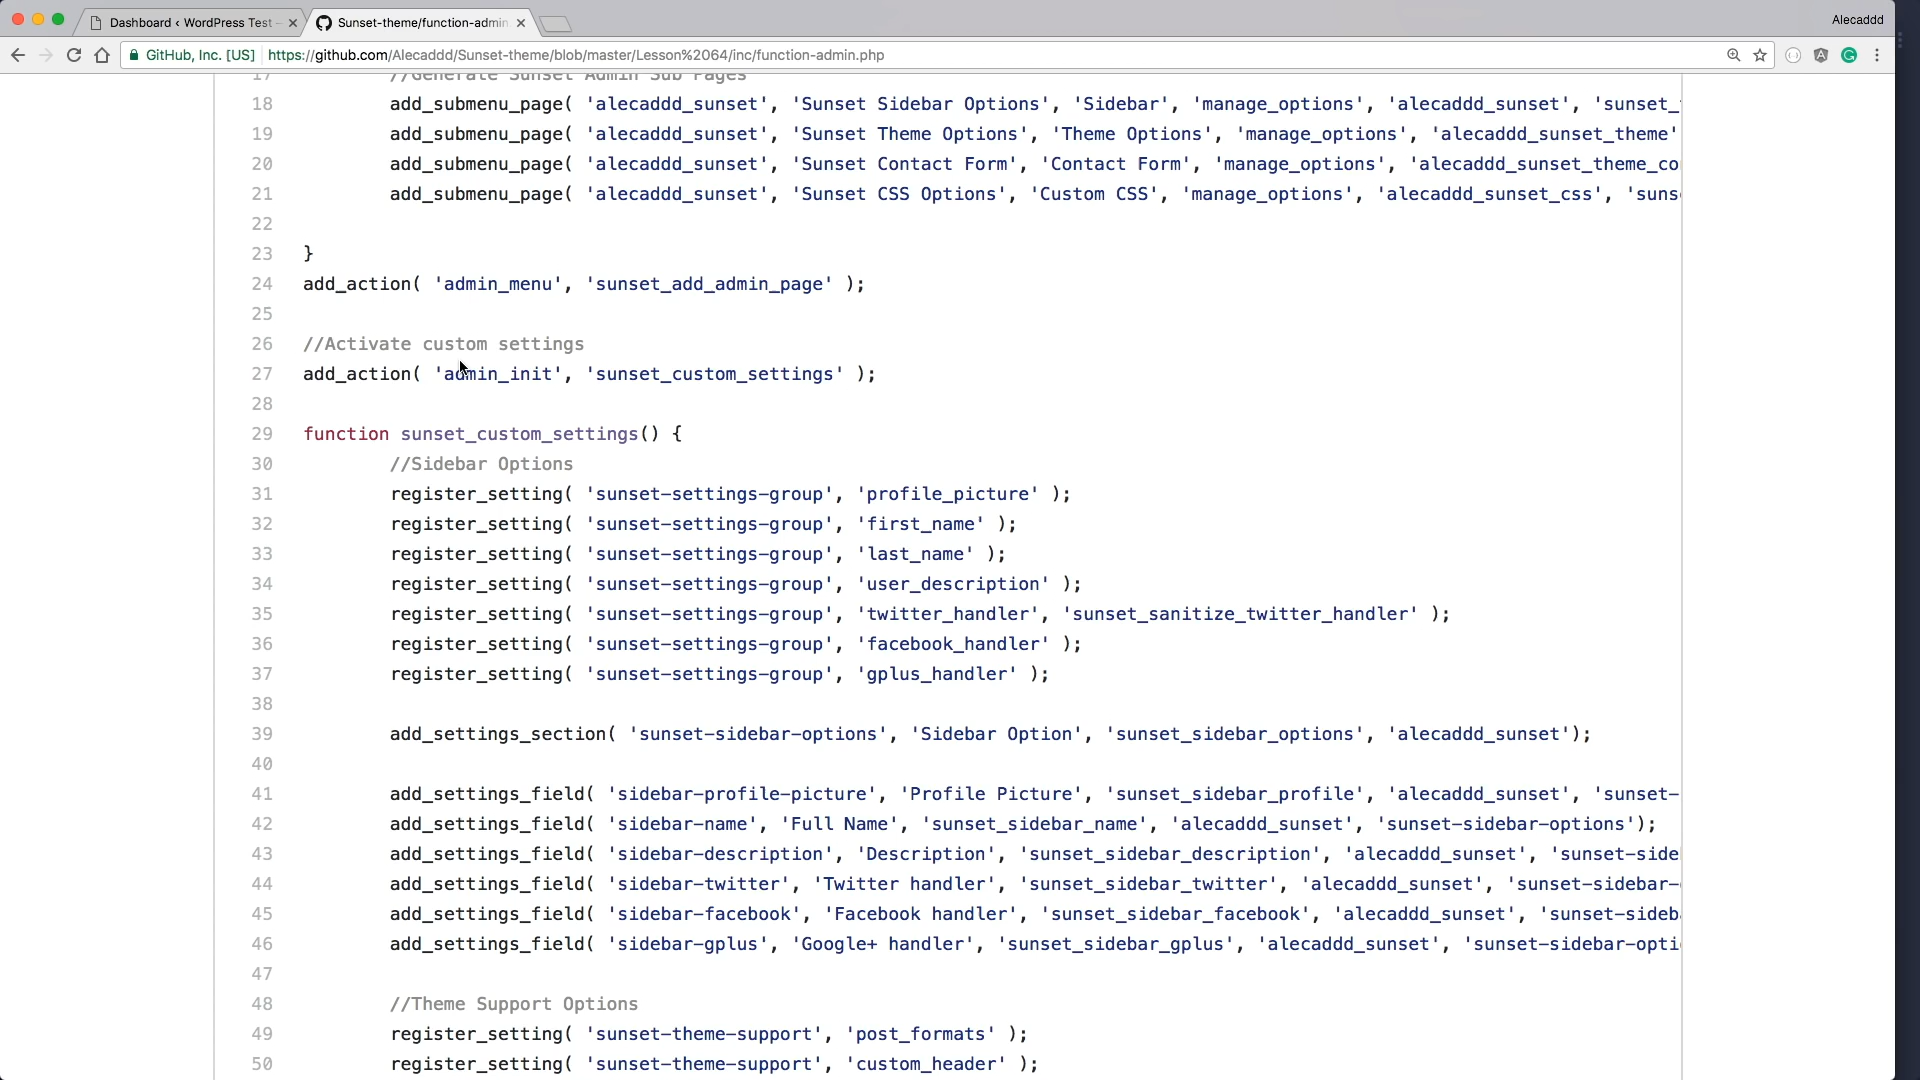 Dashboard ‹ WordPress Test –
Sunset-theme/function-admin
Alecaddd
GitHub, Inc. [US]
https://github.com/Alecaddd/Sunset-theme/blob/master/Lesson%2064/inc/function-admin.php
17 //Generate Sunset Admin Sub Pages
18 add_submenu_page( 'alecaddd_sunset', 'Sunset Sidebar Options', 'Sidebar', 'manage_options', 'alecaddd_sunset', 'sunset_
19 add_submenu_page( 'alecaddd_sunset', 'Sunset Theme Options', 'Theme Options', 'manage_options', 'alecaddd_sunset_theme'
20 add_submenu_page( 'alecaddd_sunset', 'Sunset Contact Form', 'Contact Form', 'manage_options', 'alecaddd_sunset_theme_co
21 add_submenu_page( 'alecaddd_sunset', 'Sunset CSS Options', 'Custom CSS', 'manage_options', 'alecaddd_sunset_css', 'suns
22
23 }
24 add_action( 'admin_menu', 'sunset_add_admin_page' );
25
26 //Activate custom settings
27 add_action( 'admin_init', 'sunset_custom_settings' );
28
29 function sunset_custom_settings() {
30 //Sidebar Options
31 register_setting( 'sunset-settings-group', 'profile_picture' );
32 register_setting( 'sunset-settings-group', 'first_name' );
33 register_setting( 'sunset-settings-group', 'last_name' );
34 register_setting( 'sunset-settings-group', 'user_description' );
35 register_setting( 'sunset-settings-group', 'twitter_handler', 'sunset_sanitize_twitter_handler' );
36 register_setting( 'sunset-settings-group', 'facebook_handler' );
37 register_setting( 'sunset-settings-group', 'gplus_handler' );
38
39 add_settings_section( 'sunset-sidebar-options', 'Sidebar Option', 'sunset_sidebar_options', 'alecaddd_sunset');
40
41 add_settings_field( 'sidebar-profile-picture', 'Profile Picture', 'sunset_sidebar_profile', 'alecaddd_sunset', 'sunset-
42 add_settings_field( 'sidebar-name', 'Full Name', 'sunset_sidebar_name', 'alecaddd_sunset', 'sunset-sidebar-options');
43 add_settings_field( 'sidebar-description', 'Description', 'sunset_sidebar_description', 'alecaddd_sunset', 'sunset-side
44 add_settings_field( 'sidebar-twitter', 'Twitter handler', 'sunset_sidebar_twitter', 'alecaddd_sunset', 'sunset-sidebar-
45 add_settings_field( 'sidebar-facebook', 'Facebook handler', 'sunset_sidebar_facebook', 'alecaddd_sunset', 'sunset-sideb
46 add_settings_field( 'sidebar-gplus', 'Google+ handler', 'sunset_sidebar_gplus', 'alecaddd_sunset', 'sunset-sidebar-opti
47
48 //Theme Support Options
49 register_setting( 'sunset-theme-support', 'post_formats' );
50 register_setting( 'sunset-theme-support', 'custom_header' );